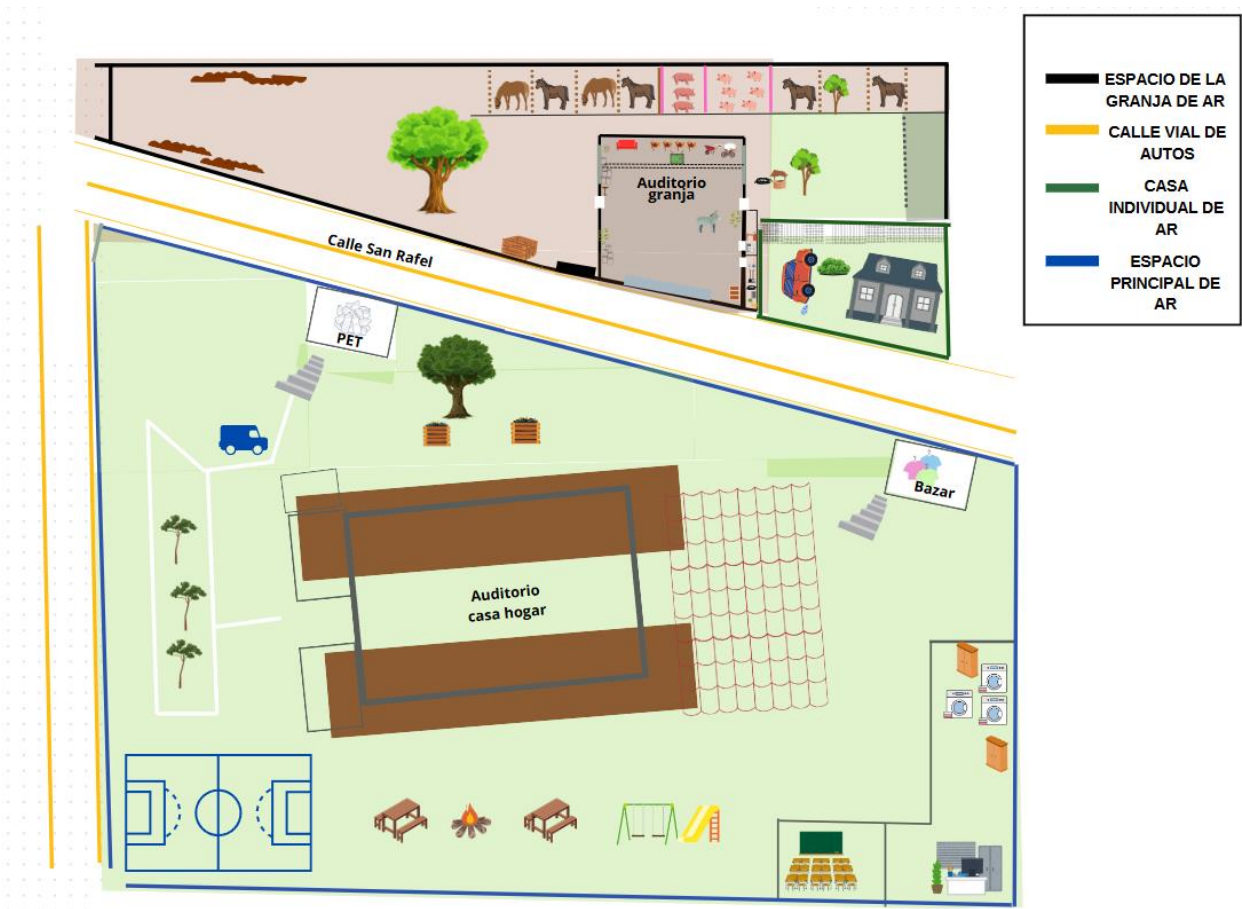 ESPACIO DE LA
GRANJA DE AR
CALLE VIAL DE
AUTOS
CASA
INDIVIDUAL DE
AR
ESPACIO
PRINCIPAL DE
AR
Auditorio
granja
Calle San Rafel
PET
Bazar
Auditorio
casa hogar